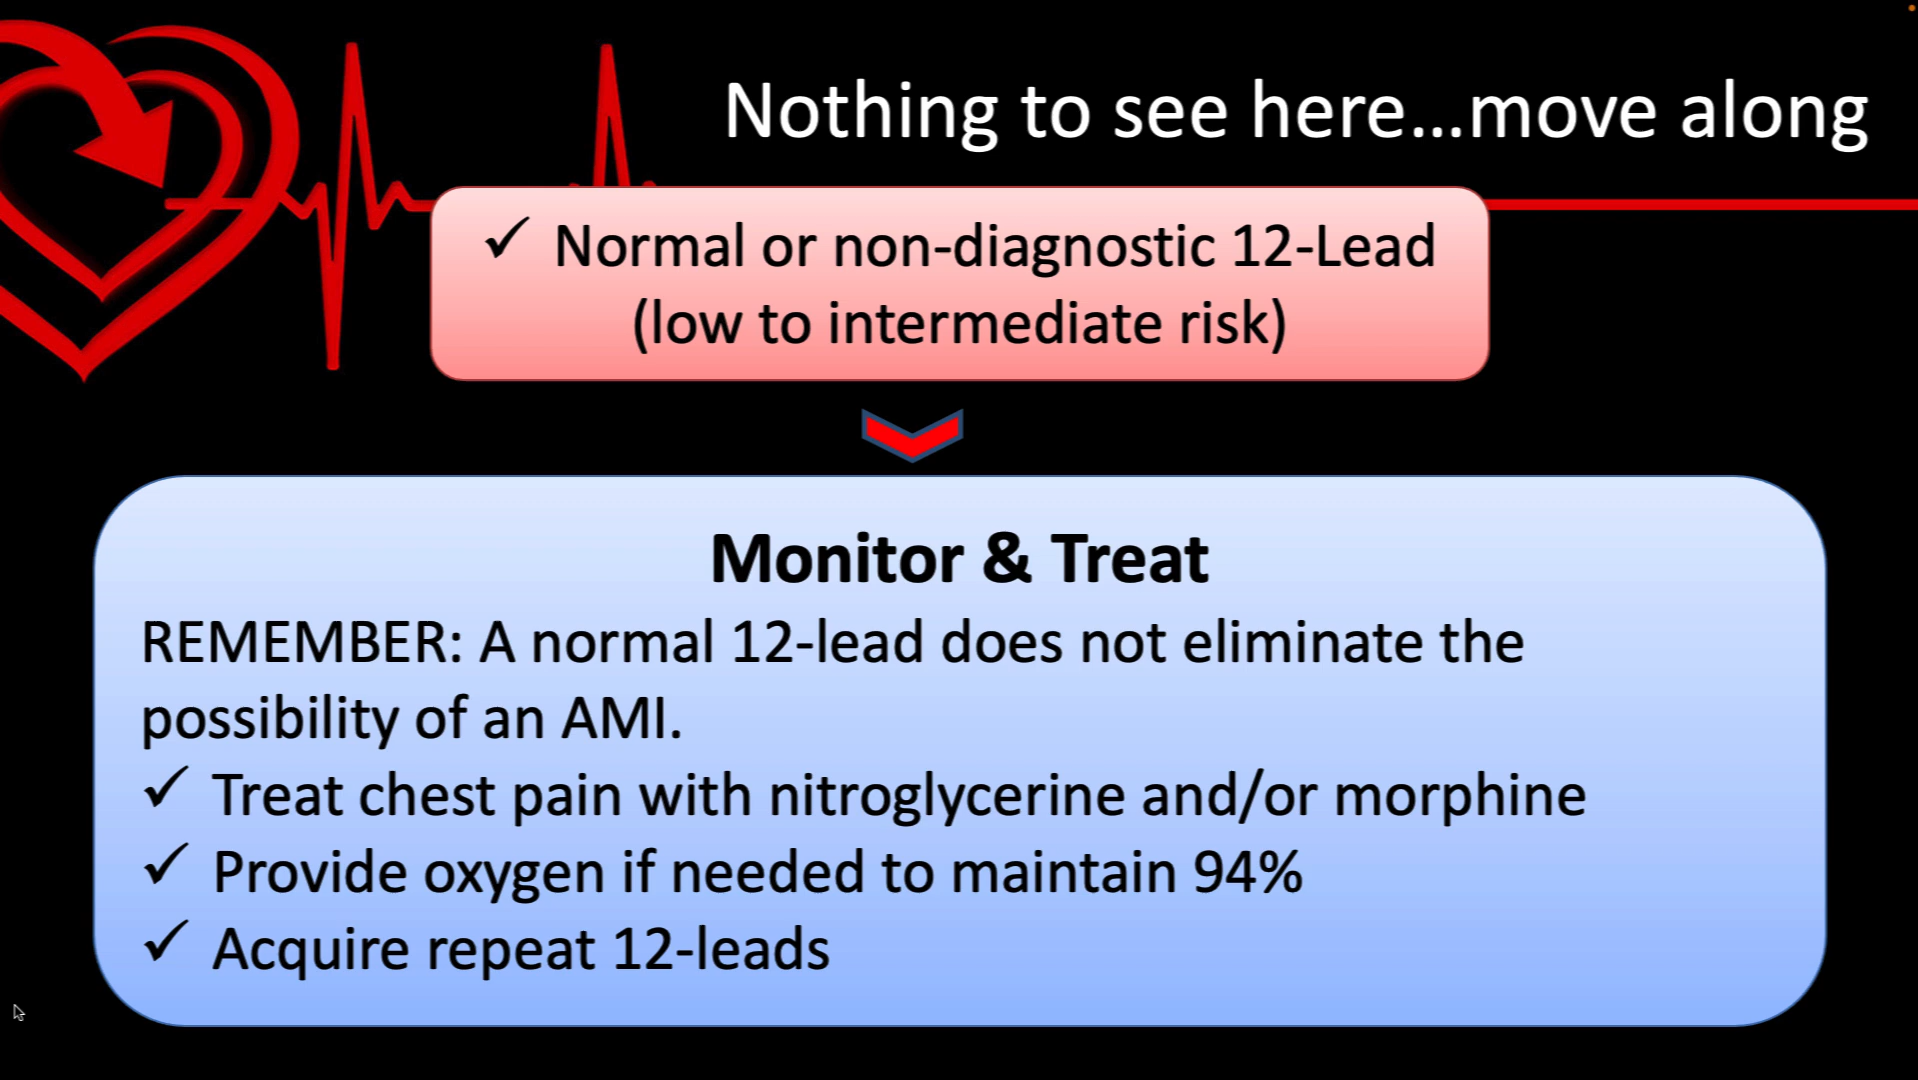 Nothing to see here...move along
✓ Normal or non-diagnostic 12-Lead
(low to intermediate risk)
Monitor & Treat
REMEMBER: A normal 12-lead does not eliminate the
possibility of an AMI.
✓ Treat chest pain with nitroglycerine and/or morphine
✓ Provide oxygen if needed to maintain 94%
✓ Acquire repeat 12-leads